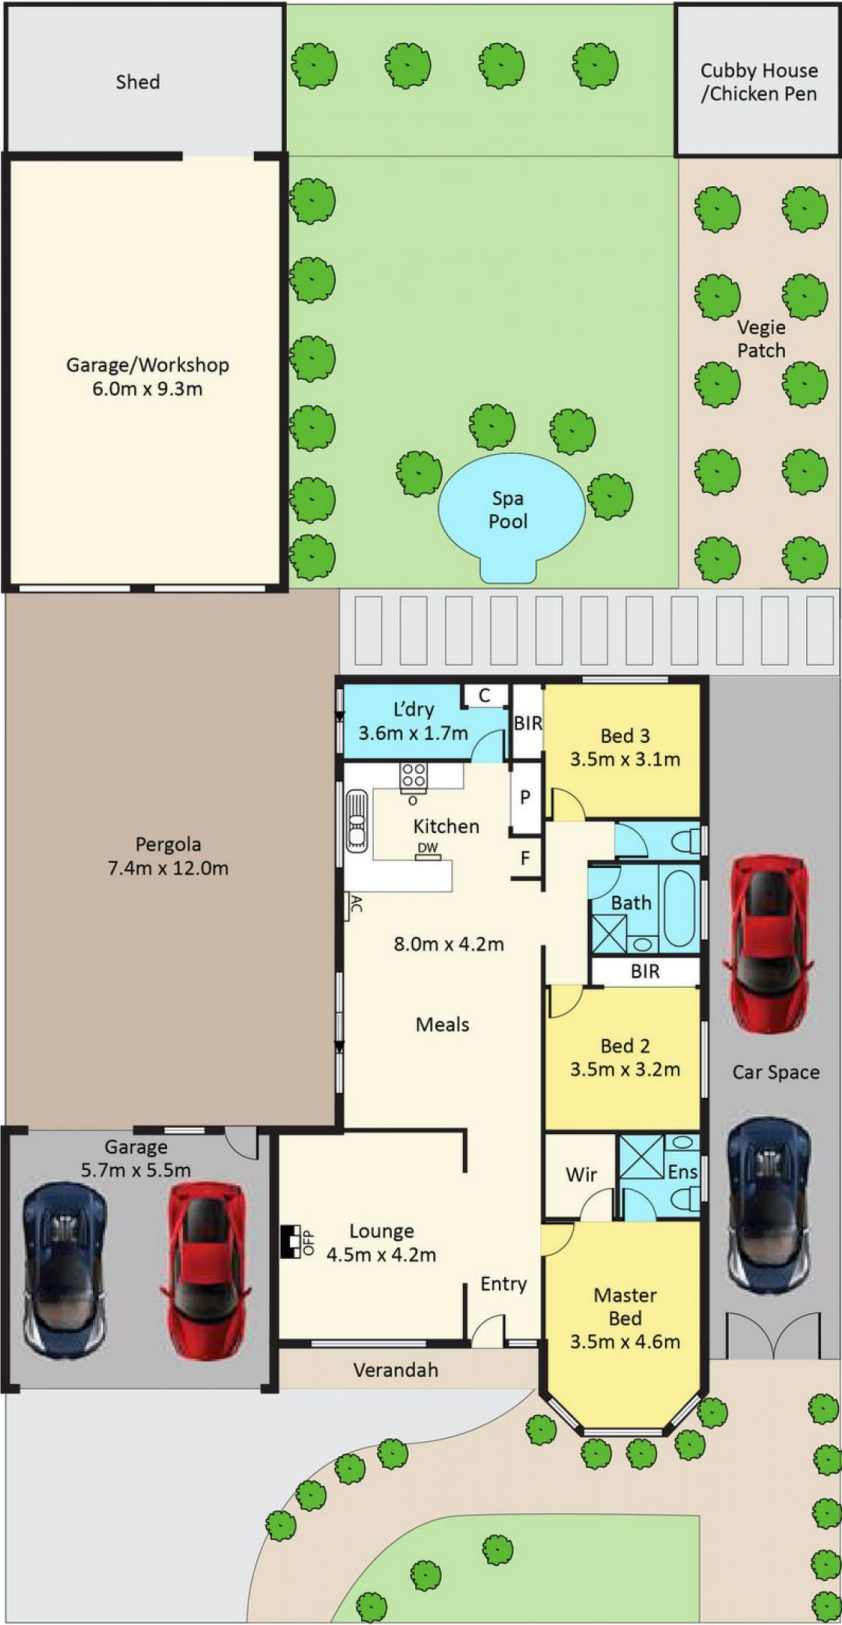 Shed
Cubby House
/Chicken Pen
Garage/Workshop
6.0m x 9.3m
Vegie
Patch
Spa
Pool
L'dry
3.6m x 1.7m
C
BIR
Bed 3
3.5m x 3.1m
O
P
Kitchen
DW
F
Pergola
7.4m x 12.0m
AC
Bath
8.0m x 4.2m
BIR
Meals
Bed 2
3.5m x 3.2m
Car Space
Garage
5.7m x 5.5m
Wir
Ens
OFP
Lounge
4.5m x 4.2m
Entry
Master
Bed
3.5m x 4.6m
Verandah